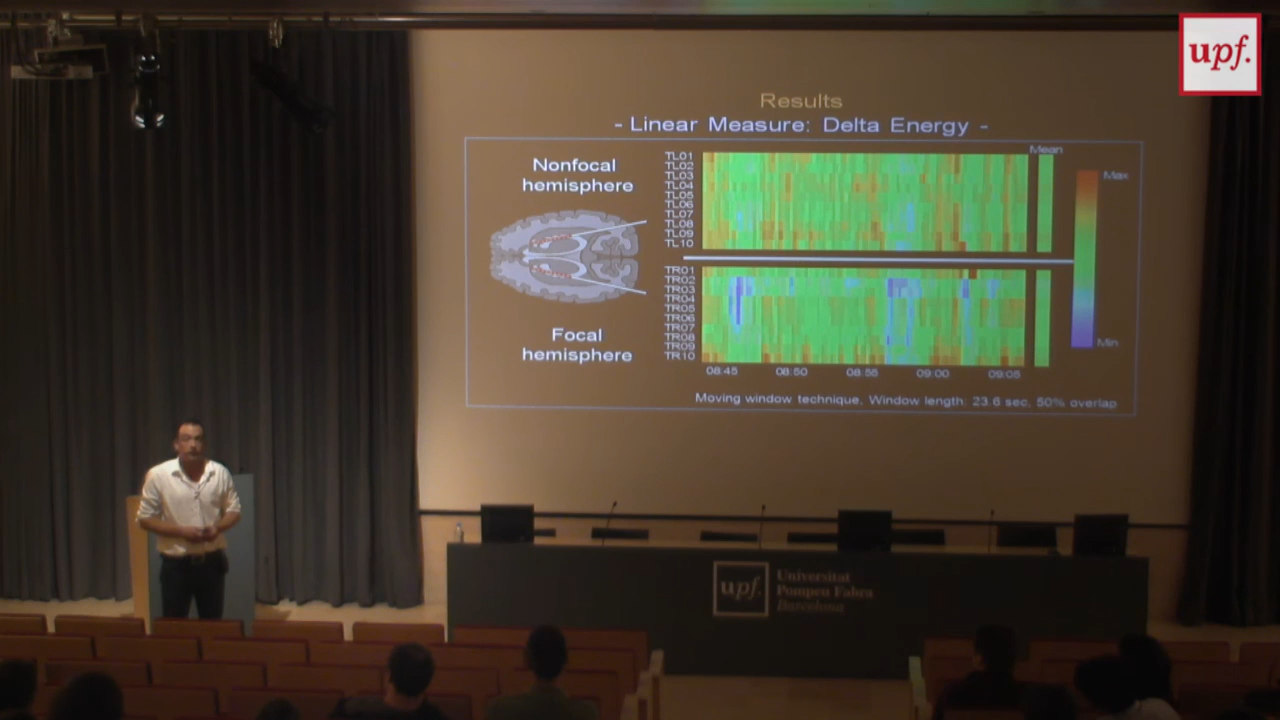 upf.
Results
- Linear Measure: Delta Energy -
Nonfocal
hemisphere
Focal
hemisphere
TL01
TL02
TL03
TL04
TL05
TL06
TL07
TL08
TL09
TL10
TR01
TR02
TR03
TR04
TR05
TR06
TR07
TR08
TR09
TR10
Mean
Max
Min
08:45 08:50 08:55 09:00 09:05
Moving window technique, Window length: 23.6 sec, 50% overlap
upf.
Universitat
Pompeu Fabra
Barcelona